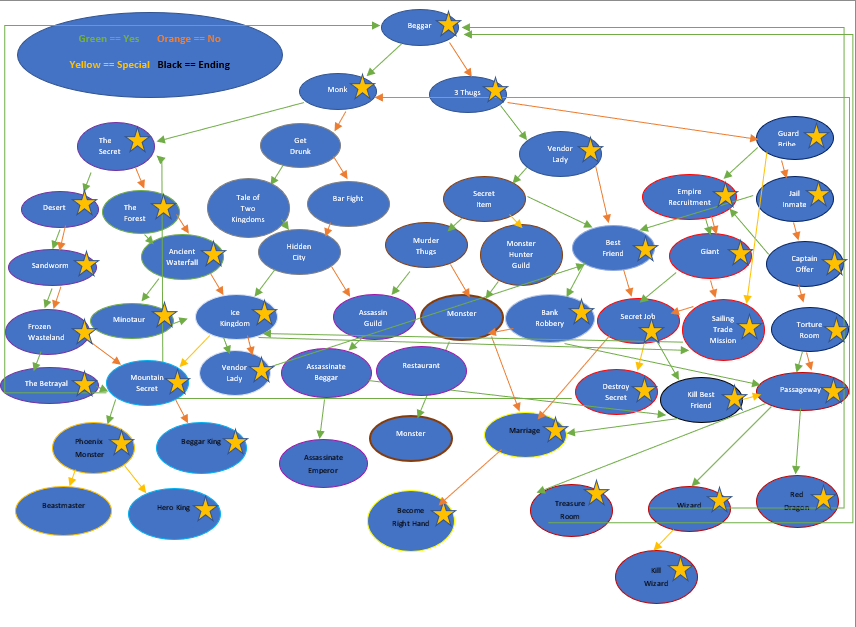 Green == Yes Orange == No
Yellow == Special Black == Ending
Beggar
Monk
3 Thugs
The
Secret
Get
Drunk
Vendor
Lady
Guard
Bribe
Desert
The
Forest
Tale of
Two
Kingdoms
Bar Fight
Secret
Item
Empire
Recruitment
Jail
Inmate
Sandworm
Ancient
Waterfall
Hidden
City
Murder
Thugs
Monster
Hunter
Guild
Best
Friend
Giant
Captain
Offer
Frozen
Wasteland
Minotaur
Ice
Kingdom
Assassin
Guild
Monster
Bank
Robbery
Secret Job
Sailing
Trade
Mission
Torture
Room
The Betrayal
Mountain
Secret
Vendor
Lady
Assassinate
Beggar
Restaurant
Destroy
Secret
Kill Best
Friend
Passageway
Phoenix
Monster
Beggar King
Assassinate
Emperor
Monster
Marriage
Beastmaster
Hero King
Become
Right Hand
Treasure
Room
Wizard
Red
Dragon
Kill
Wizard